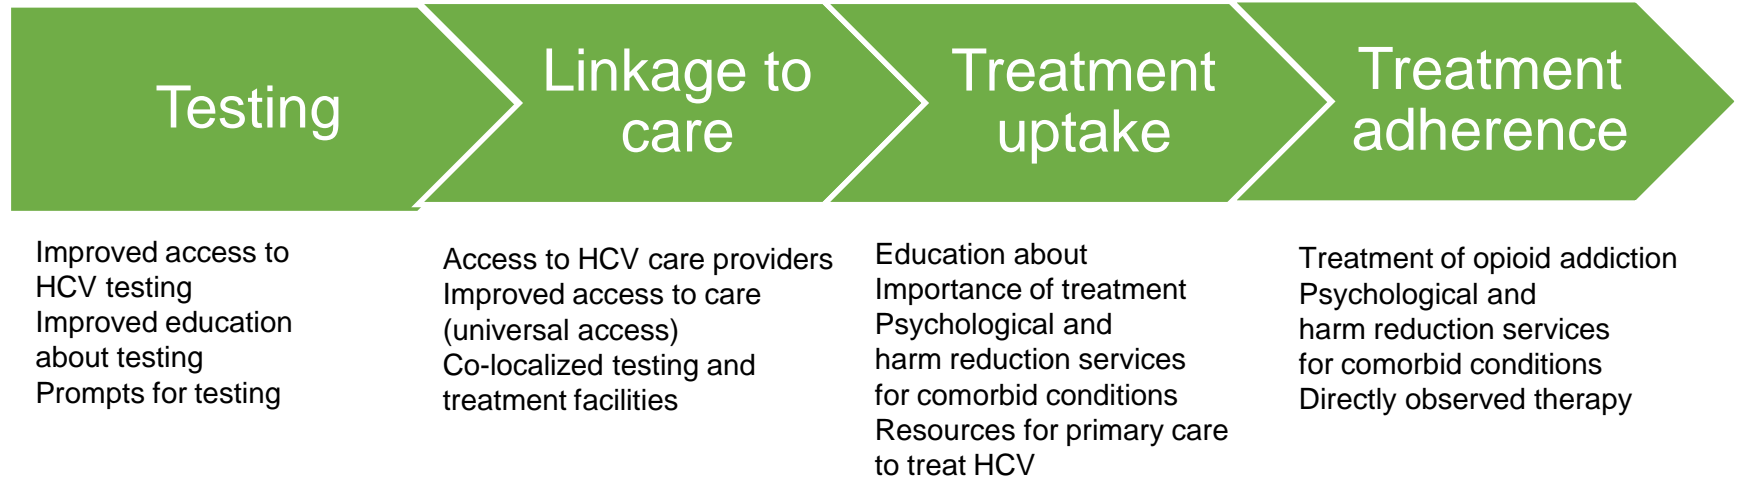 Testing
Linkage to
care
Treatment
uptake
Treatment
adherence
Improved access to
HCV testing
Improved education
about testing
Prompts for testing
Access to HCV care providers
Improved access to care
(universal access)
Co-localized testing and
treatment facilities
Education about
Importance of treatment
Psychological and
harm reduction services
for comorbid conditions
Resources for primary care
to treat HCV
Treatment of opioid addiction
Psychological and
harm reduction services
for comorbid conditions
Directly observed therapy